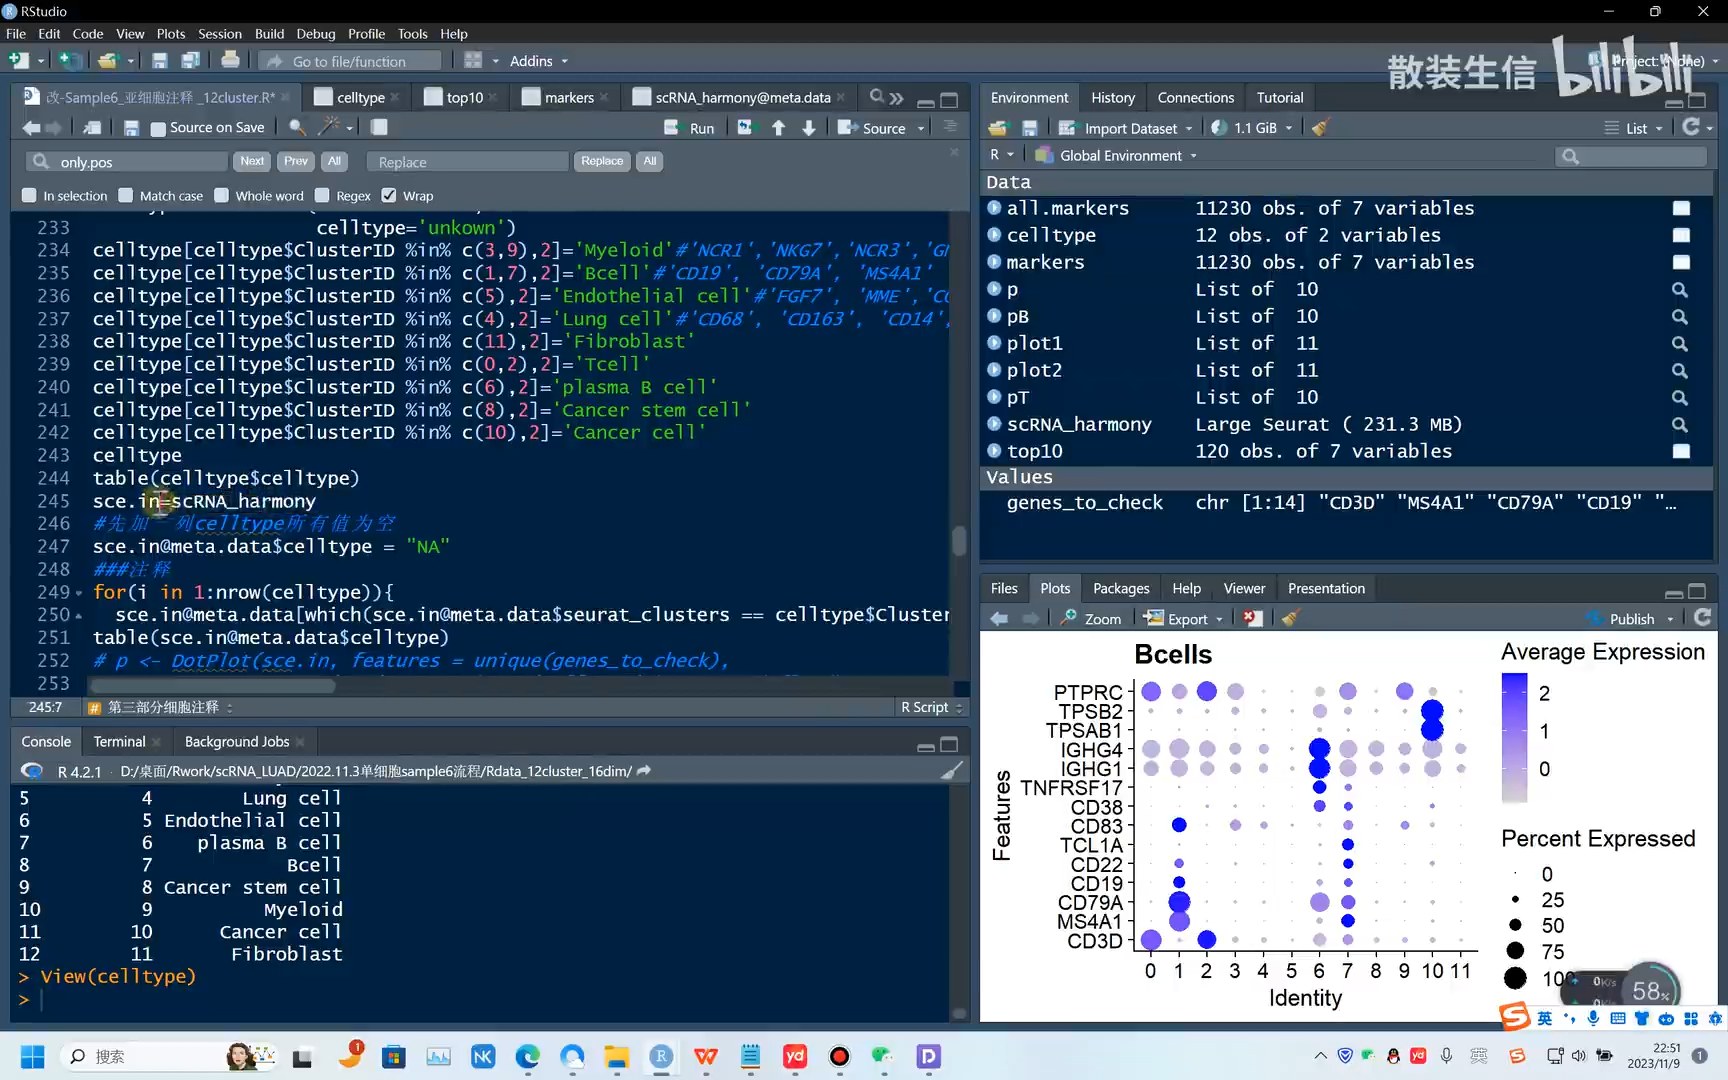 RStudio
File Edit Code View Plots Session Build Debug Profile Tools Help
Go to file/function
Addins
Project: (None)
散装生信 bilibili
改-Sample6_亚细胞注释_12cluster.R*
celltype
top10
markers
scRNA_harmony@meta.data
Source on Save
Run
Source
only.pos
Next
Prev
All
Replace
Replace
All
In selection
Match case
Whole word
Regex
Wrap
233 celltype='unkown')
234 celltype[celltype$ClusterID %in% c(3,9),2]='Myeloid'#'NCR1','NKG7','NCR3',
235 celltype[celltype$ClusterID %in% c(1,7),2]='Bcell'#'CD19', 'CD79A', 'MS4A1'
236 celltype[celltype$ClusterID %in% c(5),2]='Endothelial cell'#'FGF7', 'MME',
237 celltype[celltype$ClusterID %in% c(4),2]='Lung cell'#'CD68', 'CD163', 'CD14',
238 celltype[celltype$ClusterID %in% c(11),2]='Fibroblast'
239 celltype[celltype$ClusterID %in% c(0,2),2]='Tcell'
240 celltype[celltype$ClusterID %in% c(6),2]='plasma B cell'
241 celltype[celltype$ClusterID %in% c(8),2]='Cancer stem cell'
242 celltype[celltype$ClusterID %in% c(10),2]='Cancer cell'
243 celltype
244 table(celltype$celltype)
245 sce.in=scRNA_harmony
246 #先加一列celltype所有值为空
247 sce.in@meta.data$celltype = "NA"
248 ###注释
249 for(i in 1:nrow(celltype)){
250 sce.in@meta.data[which(sce.in@meta.data$seurat_clusters == celltype$Cluster
251 table(sce.in@meta.data$celltype)
252 # p <- DotPlot(sce.in, features = unique(genes_to_check),
253
245:7
第三部分细胞注释
R Script
Console
Terminal
Background Jobs
R 4.2.1 · D:/桌面/Rwork/scRNA_LUAD/2022.11.3单细胞sample6流程/Rdata_12cluster_16dim/
5 4 Lung cell
6 5 Endothelial cell
7 6 plasma B cell
8 7 Bcell
9 8 Cancer stem cell
10 9 Myeloid
11 10 Cancer cell
12 11 Fibroblast
> View(celltype)
>
Environment
History
Connections
Tutorial
Import Dataset
1.1 GiB
List
R
Global Environment
Data
all.markers 11230 obs. of 7 variables
celltype 12 obs. of 2 variables
markers 11230 obs. of 7 variables
p List of 10
pB List of 10
plot1 List of 11
plot2 List of 11
pT List of 10
scRNA_harmony Large Seurat ( 231.3 MB)
top10 120 obs. of 7 variables
Values
genes_to_check chr [1:14] "CD3D" "MS4A1" "CD79A" "CD19" "…
Files
Plots
Packages
Help
Viewer
Presentation
Zoom
Export
Publish
Bcells
Features
PTPRC
TPSB2
TPSAB1
IGHG4
IGHG1
TNFRSF17
CD38
CD83
TCL1A
CD22
CD19
CD79A
MS4A1
CD3D
0 1 2 3 4 5 6 7 8 9 10 11
Identity
Average Expression
2
1
0
Percent Expressed
0
25
50
75
100
0K/s
0K/s
58%
英
搜索
1
英
22:51
2023/11/9
1